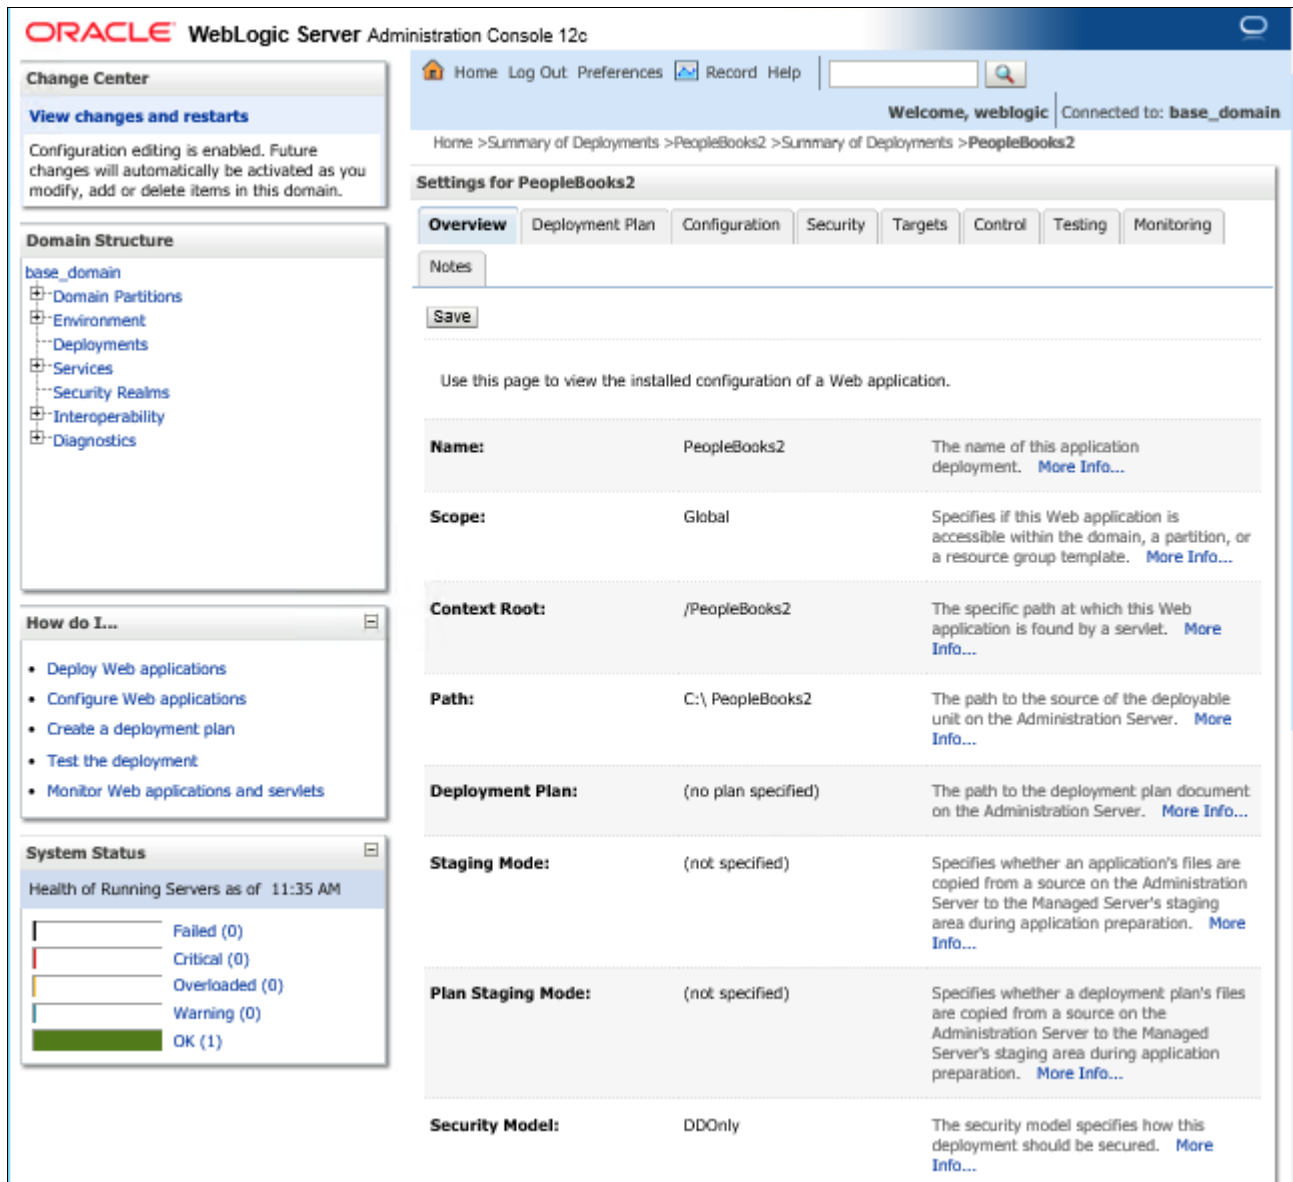 ORACLE WebLogic Server Administration Console 12c
Change Center
View changes and restarts
Configuration editing is enabled. Future
changes will automatically be activated as you
modify, add or delete items in this domain.
Domain Structure
base_domain
Domain Partitions
Environment
Deployments
Services
Security Realms
Interoperability
Diagnostics
How do I...
• Deploy Web applications
• Configure Web applications
• Create a deployment plan
• Test the deployment
• Monitor Web applications and servlets
System Status
Health of Running Servers as of 11:35 AM
Failed (0)
Critical (0)
Overloaded (0)
Warning (0)
OK (1)
Home Log Out Preferences Record Help
Welcome, weblogic Connected to: base_domain
Home >Summary of Deployments >PeopleBooks2 >Summary of Deployments >PeopleBooks2
Settings for PeopleBooks2
Overview Deployment Plan Configuration Security Targets Control Testing Monitoring
Notes
Save
Use this page to view the installed configuration of a Web application.
Name: PeopleBooks2 The name of this application
deployment. More Info...
Scope: Global Specifies if this Web application is
accessible within the domain, a partition, or
a resource group template. More Info...
Context Root: /PeopleBooks2 The specific path at which this Web
application is found by a servlet. More
Info...
Path: C:\ PeopleBooks2 The path to the source of the deployable
unit on the Administration Server. More
Info...
Deployment Plan: (no plan specified) The path to the deployment plan document
on the Administration Server. More Info...
Staging Mode: (not specified) Specifies whether an application's files are
copied from a source on the Administration
Server to the Managed Server's staging
area during application preparation. More
Info...
Plan Staging Mode: (not specified) Specifies whether a deployment plan's files
are copied from a source on the
Administration Server to the Managed
Server's staging area during application
preparation. More Info...
Security Model: DDOnly The security model specifies how this
deployment should be secured. More
Info...